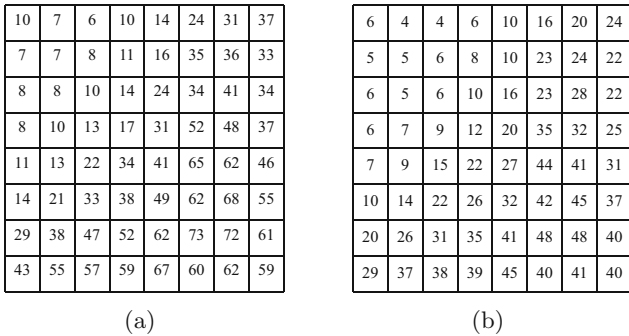 10 7 6 10 14 24 31 37
7 7 8 11 16 35 36 33
8 8 10 14 24 34 41 34
8 10 13 17 31 52 48 37
11 13 22 34 41 65 62 46
14 21 33 38 49 62 68 55
29 38 47 52 62 73 72 61
43 55 57 59 67 60 62 59
(a)
6 4 4 6 10 16 20 24
5 5 6 8 10 23 24 22
6 5 6 10 16 23 28 22
6 7 9 12 20 35 32 25
7 9 15 22 27 44 41 31
10 14 22 26 32 42 45 37
20 26 31 35 41 48 48 40
29 37 38 39 45 40 41 40
(b)